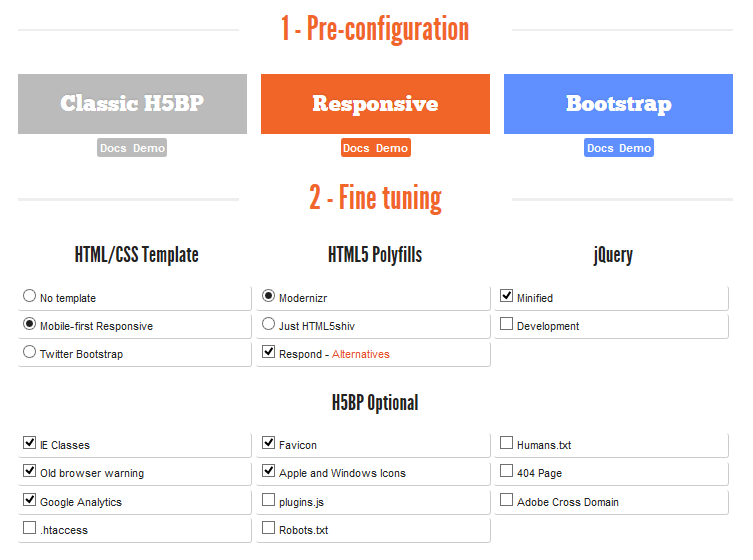 1 - Pre-configuration
Classic H5BP
Responsive
Bootstrap
Docs Demo
Docs Demo
Docs Demo
2 - Fine tuning
HTML/CSS Template
HTML5 Polyfills
jQuery
No template
Modernizr
Minified
Mobile-first Responsive
Just HTML5shiv
Development
Twitter Bootstrap
Respond - Alternatives
H5BP Optional
IE Classes
Favicon
Humans.txt
Old browser warning
Apple and Windows Icons
404 Page
Google Analytics
plugins.js
Adobe Cross Domain
.htaccess
Robots.txt